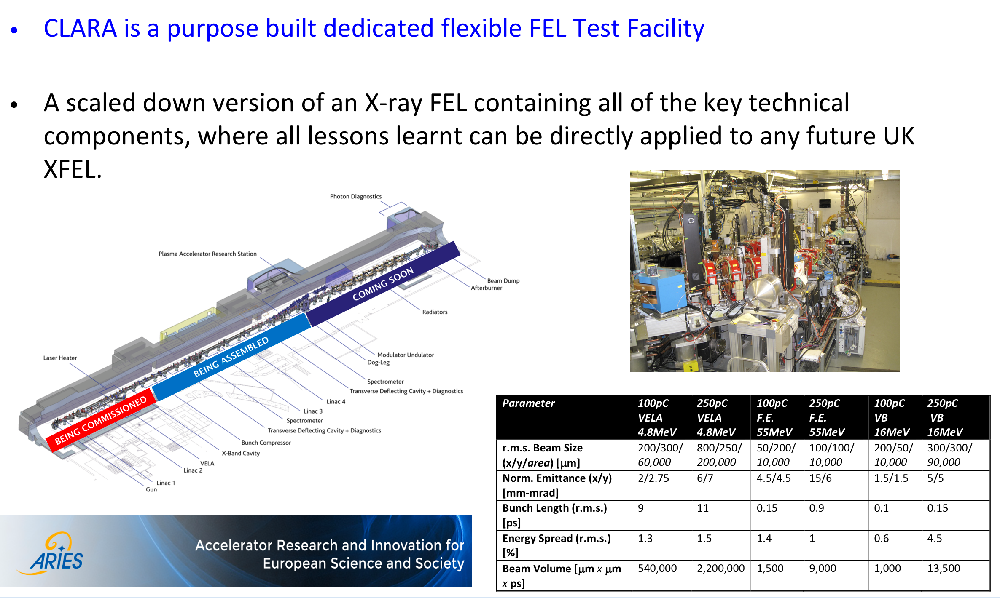 • CLARA is a purpose built dedicated flexible FEL Test Facility
• A scaled down version of an X-ray FEL containing all of the key technical
components, where all lessons learnt can be directly applied to any future UK
XFEL.
Photon Diagnostics
Plasma Accelerator Research Station
Laser Heater
BEING COMMISSIONED
BEING ASSEMBLED
COMING SOON
Beam Dump
Afterburner
Radiators
Modulator Undulator
Dog-Leg
Spectrometer
Transverse Deflecting Cavity + Diagnostics
Linac 4
Linac 3
Spectrometer
Transverse Deflecting Cavity + Diagnostics
Bunch Compressor
X-Band Cavity
VELA
Linac 2
Linac 1
Gun
Parameter 100pC 250pC 100pC 250pC 100pC 250pC
VELA VELA F.E. F.E. VB VB
4.8MeV 4.8MeV 55MeV 55MeV 16MeV 16MeV
r.m.s. Beam Size 200/300/ 800/250/ 50/200/ 100/100/ 200/50/ 300/300/
(x/y/area) [µm] 60,000 200,000 10,000 10,000 10,000 90,000
Norm. Emittance (x/y) 2/2.75 6/7 4.5/4.5 15/6 1.5/1.5 5/5
[mm-mrad]
Bunch Length (r.m.s.) 9 11 0.15 0.9 0.1 0.15
[ps]
Energy Spread (r.m.s.) 1.3 1.5 1.4 1 0.6 4.5
[%]
Beam Volume [µm x µm 540,000 2,200,000 1,500 9,000 1,000 13,500
x ps]
ARIES
Accelerator Research and Innovation for
European Science and Society